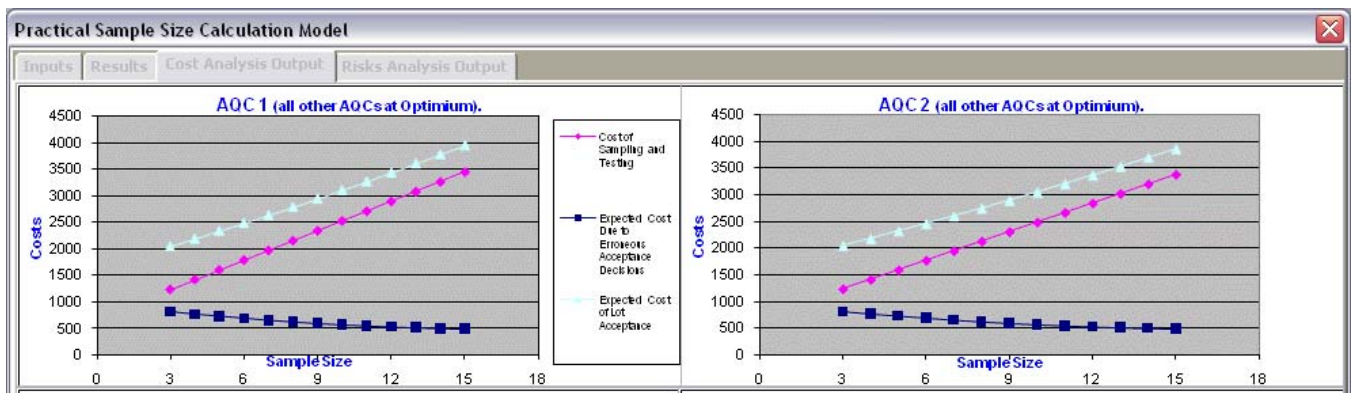 Practical Sample Size Calculation Model
Inputs Results Cost Analysis Output Risks Analysis Output
AQC 1 (all other AQCs at Optimium).
4500
4000
3500
3000
2500
2000
1500
1000
500
0
Costs
0 3 6 9 12 15 18
Sample Size
Cost of
Sampling and
Testing
Expected Cost
Due to
Erroneous
Acceptance
Decisions
Expected Cost
of Lot
Acceptance
AQC 2 (all other AQCs at Optimium).
4500
4000
3500
3000
2500
2000
1500
1000
500
0
Costs
Sample Size
0 3 6 9 12 15 18